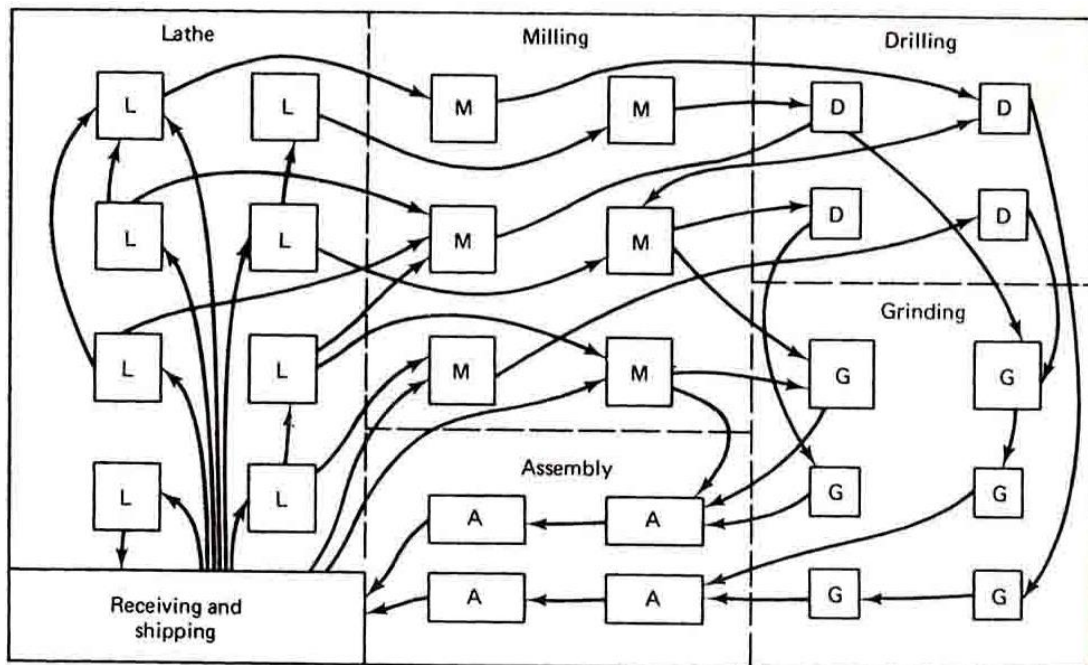 Lathe Milling Drilling
L L M M D D
L L M M D D
Grinding
L L M M G G
Assembly
L L A A G G
Receiving and
shipping
A A G G